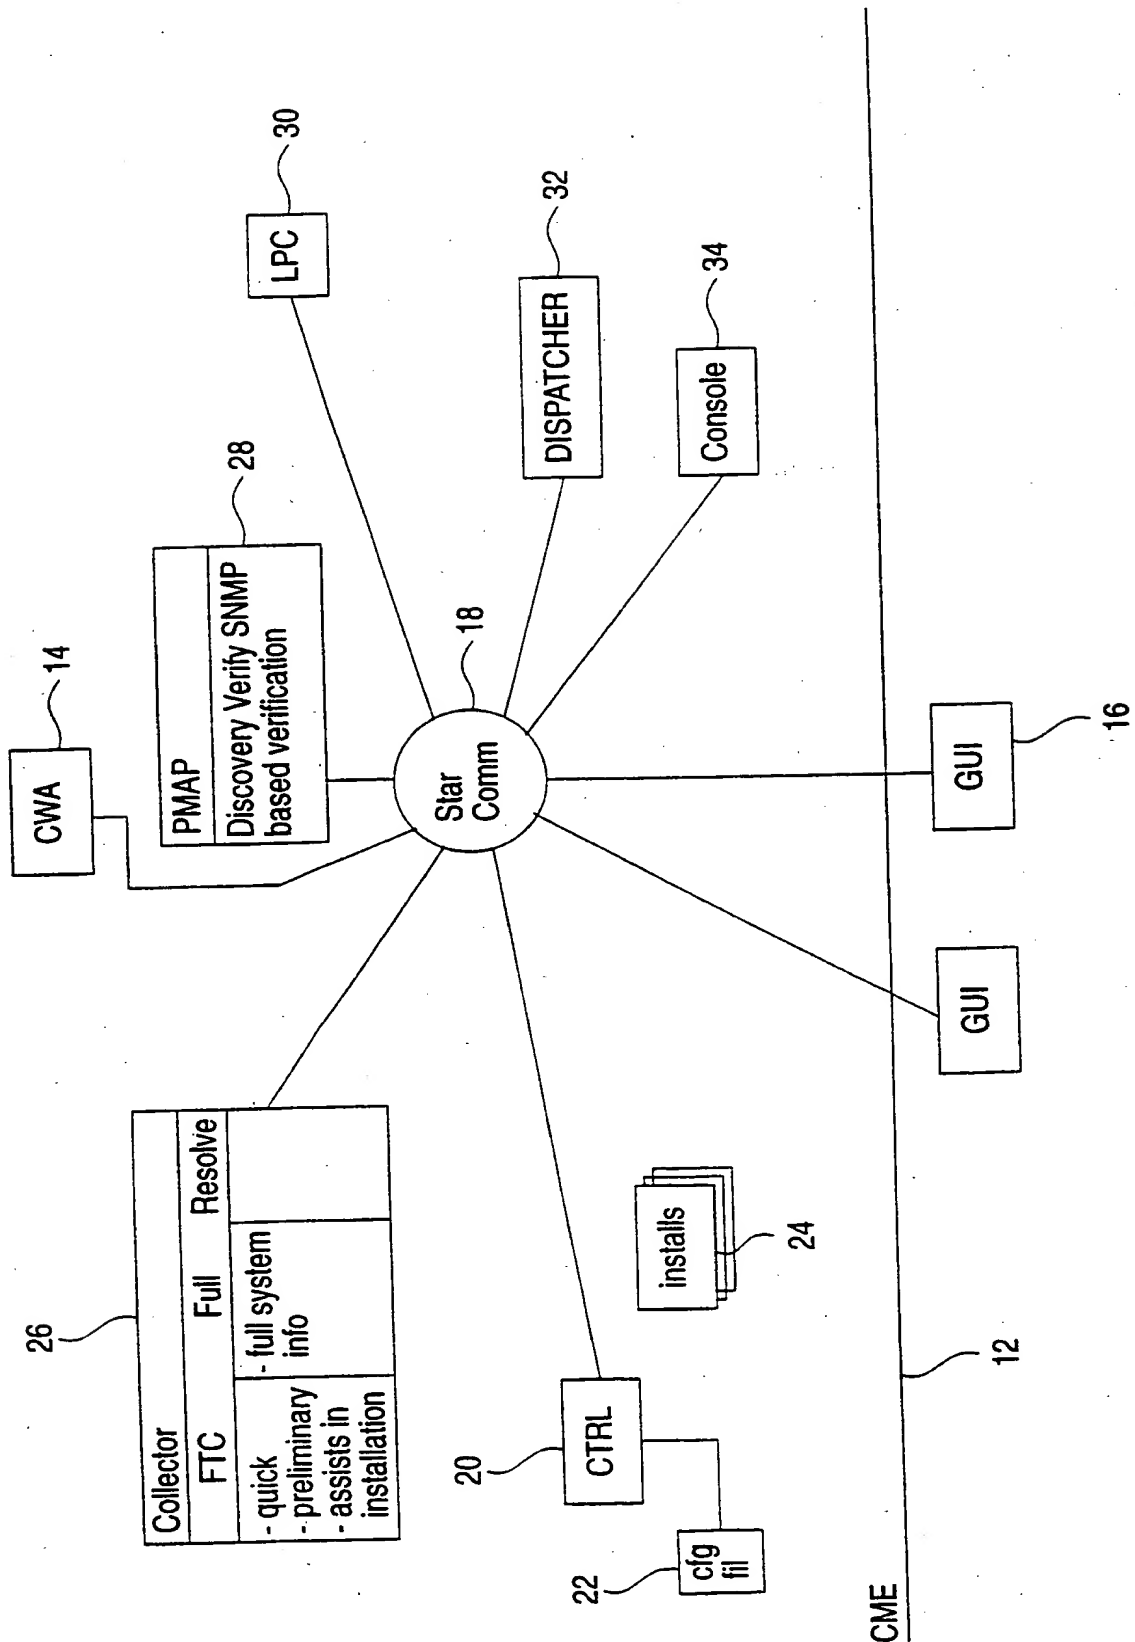 CWA
14
PMAP
Discovery Verify SNMP
based verification
28
LPC
30
26
Collector
FTC
Full
Resolve
- quick
- preliminary
- assists in
installation
- full system
info
Star
Comm
18
DISPATCHER
32
Console
34
20
CTRL
22
cfg
fil
installs
24
CME
12
GUI
GUI
16